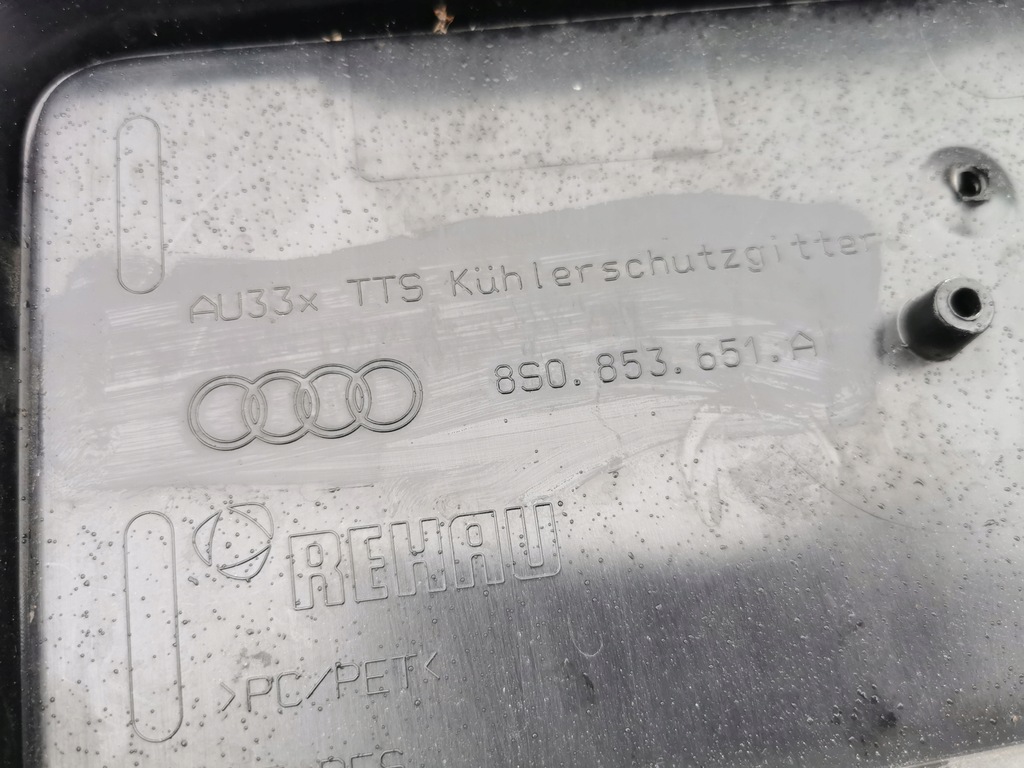 AU33x TTS Kühlerschutzgitter
8S0.853.651.A
REHAU
>PC/PET<